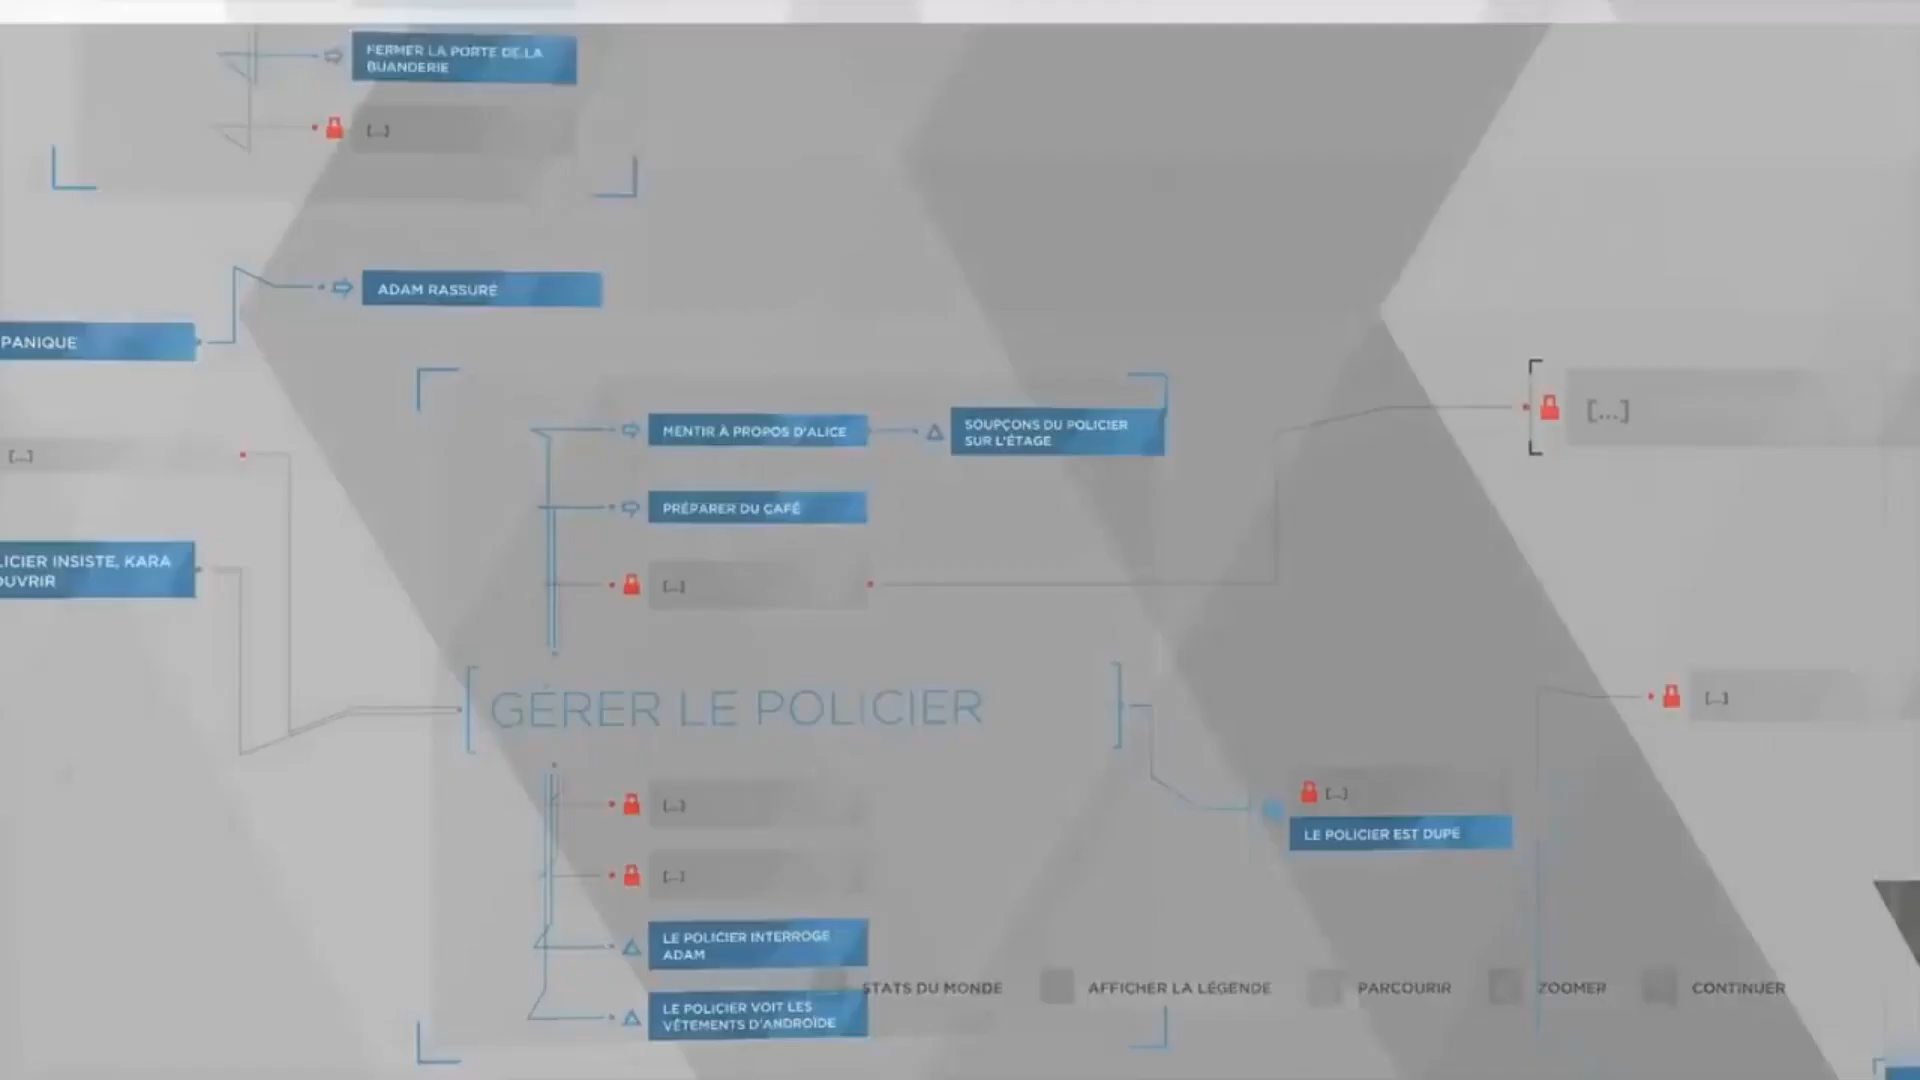 FERMER LA PORTE DE LA
BUANDERIE
[...]
ADAM RASSURÉ
PANIQUE
MENTIR À PROPOS D'ALICE
SOUPÇONS DU POLICIER
SUR L'ÉTAGE
[...]
[...]
PRÉPARER DU CAFÉ
LICIER INSISTE, KARA
OUVRIR
[...]
GÉRER LE POLICIER
[...]
[...]
[...]
LE POLICIER EST DUPÉ
[...]
LE POLICIER INTERROGE
ADAM
STATS DU MONDE
AFFICHER LA LÉGENDE
PARCOURIR
ZOOMER
CONTINUER
LE POLICIER VOIT LES
VÊTEMENTS D'ANDROÏDE